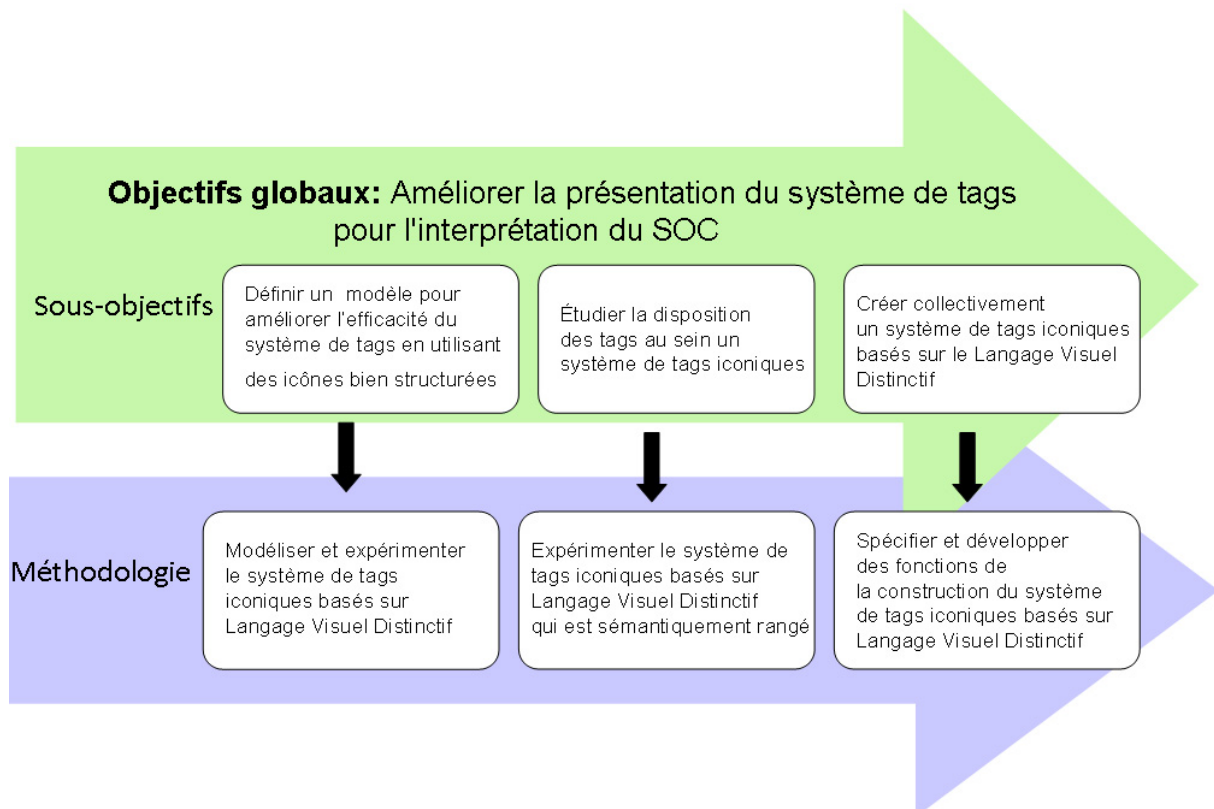 Objectifs globaux: Améliorer la présentation du système de tags
pour l'interprétation du SOC
Sous-objectifs
Définir un modèle pour
améliorer l'efficacité du
système de tags en utilisant
des icônes bien structurées
Étudier la disposition
des tags au sein un
système de tags iconiques
Créer collectivement
un système de tags iconiques
basés sur le Langage Visuel
Distinctif
Méthodologie
Modéliser et expérimenter
le système de tags
iconiques basés sur
Langage Visuel Distinctif
Expérimenter le système de
tags iconiques basés sur
Langage Visuel Distinctif
qui est sémantiquement rangé
Spécifier et développer
des fonctions de
la construction du système
de tags iconiques basés sur
Langage Visuel Distinctif